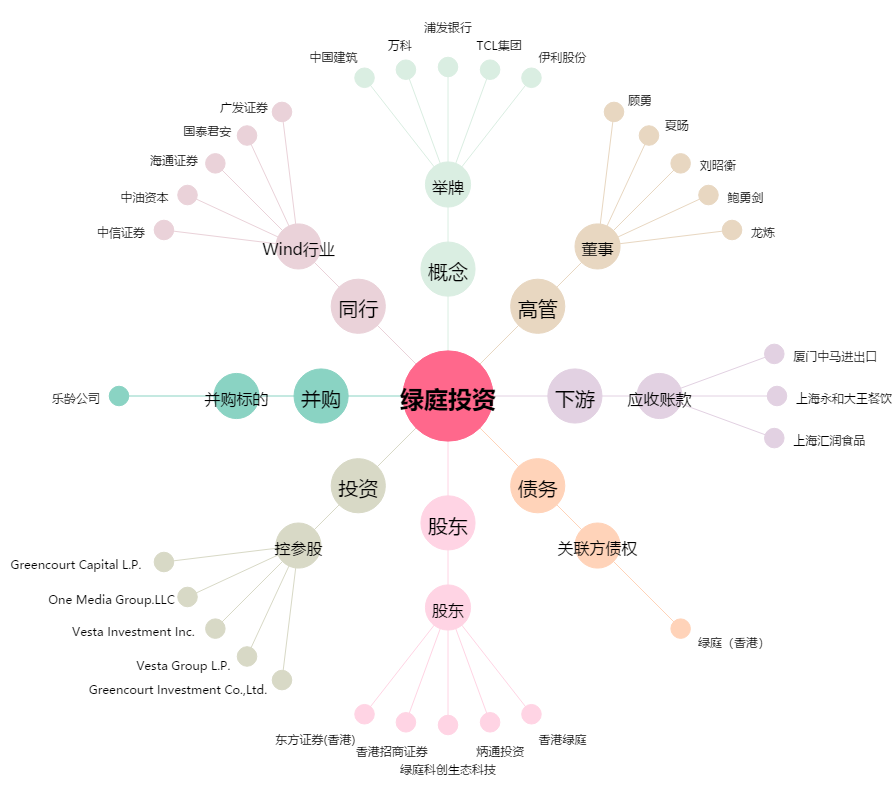 浦发银行
万科
TCL集团
中国建筑
伊利股份
举牌
概念
顾勇
夏旸
刘昭衡
鲍勇剑
龙炼
董事
高管
广发证券
国泰君安
海通证券
中油资本
中信证券
Wind行业
同行
绿庭投资
乐龄公司
并购标的
并购
下游
应收账款
厦门中马进出口
上海永和大王餐饮
上海汇润食品
投资
控参股
Greencourt Capital L.P.
One Media Group.LLC
Vesta Investment Inc.
Vesta Group L.P.
Greencourt Investment Co.,Ltd.
股东
股东
东方证券(香港)
香港招商证券
绿庭科创生态科技
炳通投资
香港绿庭
债务
关联方债权
绿庭（香港）